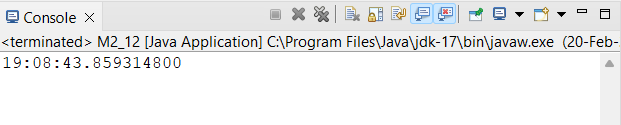 Console
<terminated> M2_12 [Java Application] C:\Program Files\Java\jdk-17\bin\javaw.exe (20-Feb-
19:08:43.859314800